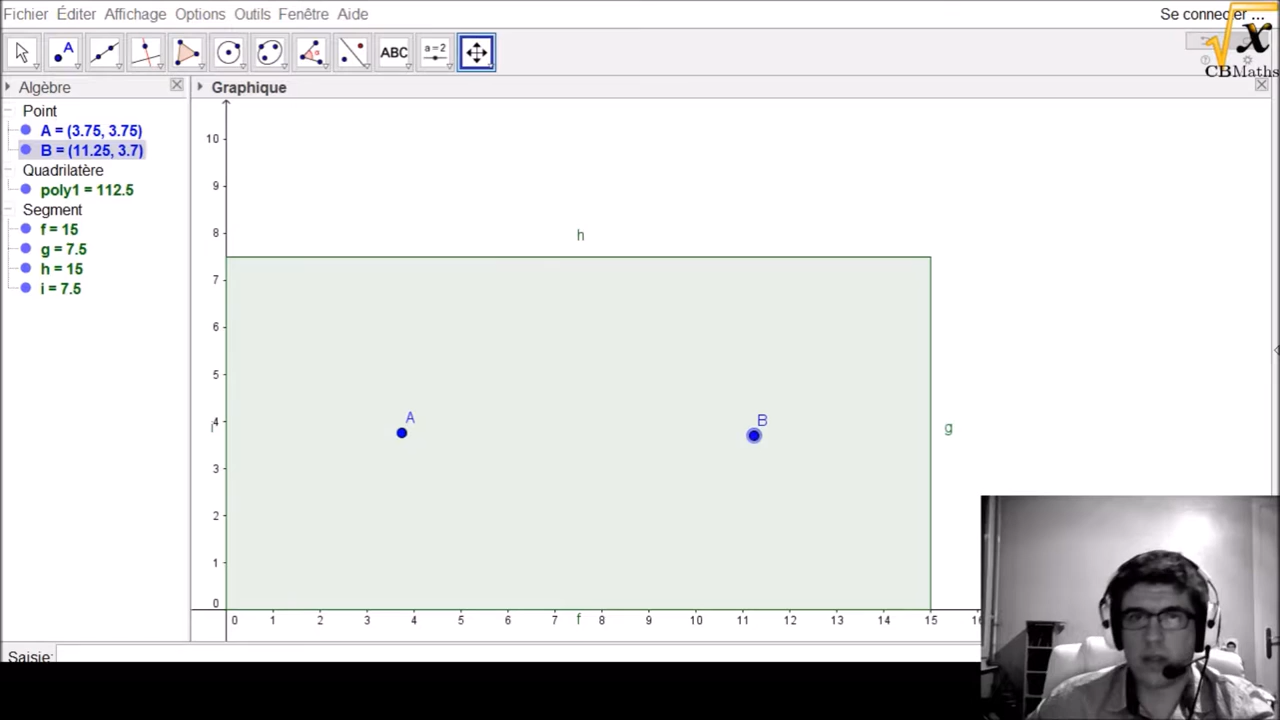 Fichier Éditer Affichage Options Outils Fenêtre Aide
Se connecter ...
A
ABC
a=2
x
CBMaths
Algèbre
Graphique
Point
A = (3.75, 3.75)
B = (11.25, 3.7)
Quadrilatère
poly1 = 112.5
Segment
f = 15
g = 7.5
h = 15
i = 7.5
10
9
8
7
6
5
4
3
2
1
0
h
A
B
i
g
0 1 2 3 4 5 6 7 f 8 9 10 11 12 13 14 15 16
Saisie: